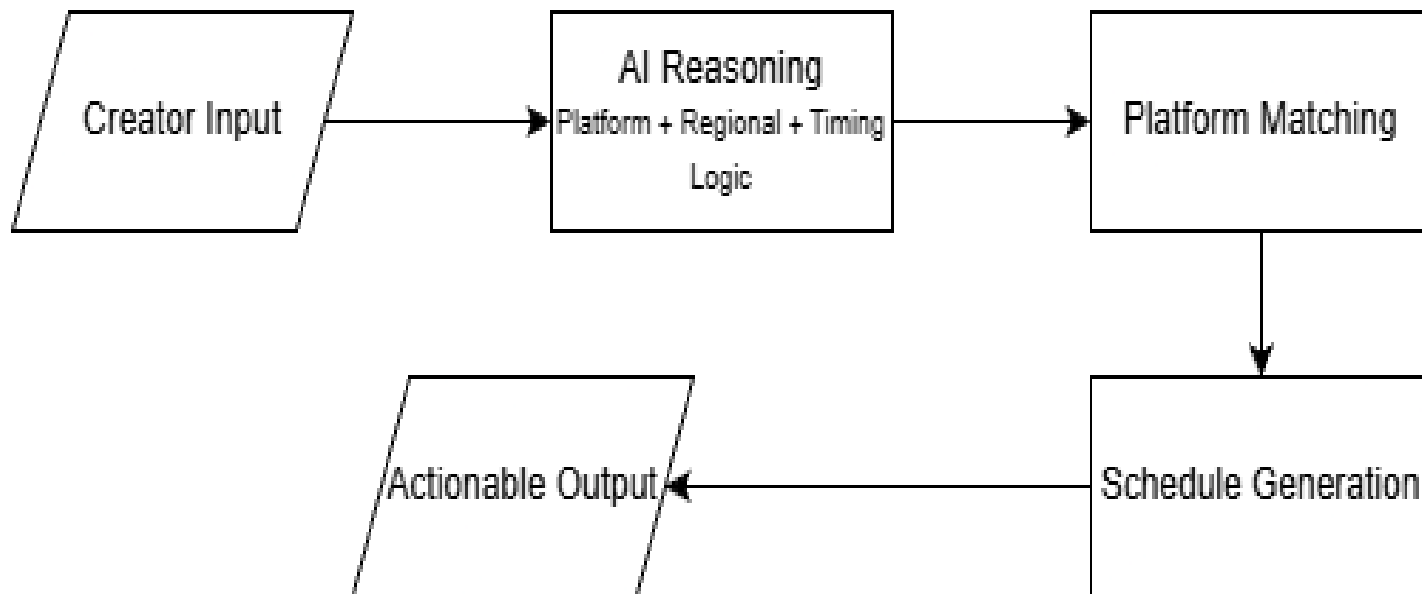 Creator Input
AI Reasoning
Platform + Regional + Timing
Logic
Platform Matching
Actionable Output
Schedule Generation